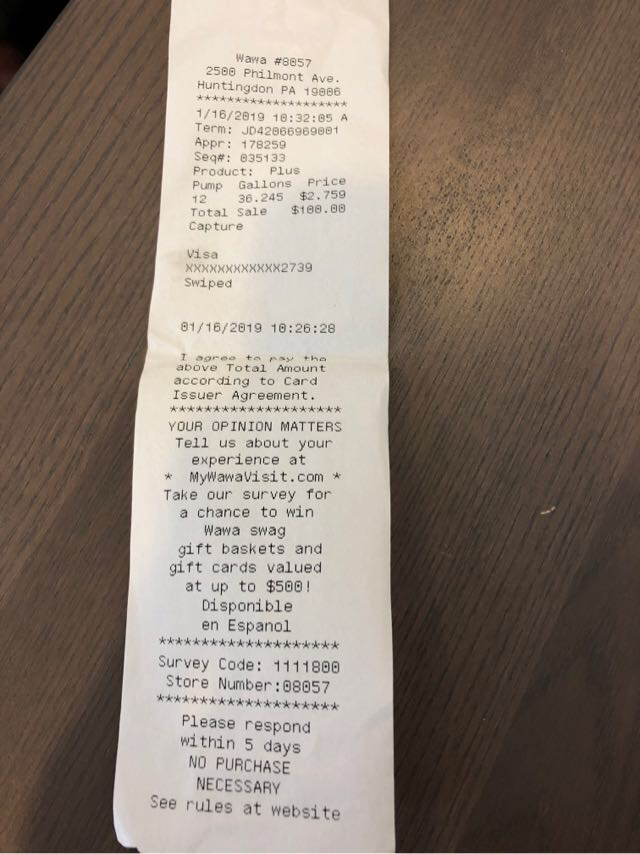 Wawa #8057
2500 Philmont Ave.
Huntingdon PA 19006
********************
1/16/2019 10:32:05 A
Term: JD42066969001
Appr: 178259
Seq#: 035133
Product: Plus
Pump Gallons Price
12 36.245 $2.759
Total Sale $100.00
Capture
Visa
XXXXXXXXXXXX2739
Swiped
01/16/2019 10:26:28
I agree to pay the
above Total Amount
according to Card
Issuer Agreement.
********************
YOUR OPINION MATTERS
Tell us about your
experience at
* MyWawaVisit.com *
Take our survey for
a chance to win
Wawa swag
gift baskets and
gift cards valued
at up to $500!
Disponible
en Espanol
********************
Survey Code: 1111800
Store Number:08057
********************
Please respond
within 5 days
NO PURCHASE
NECESSARY
See rules at website